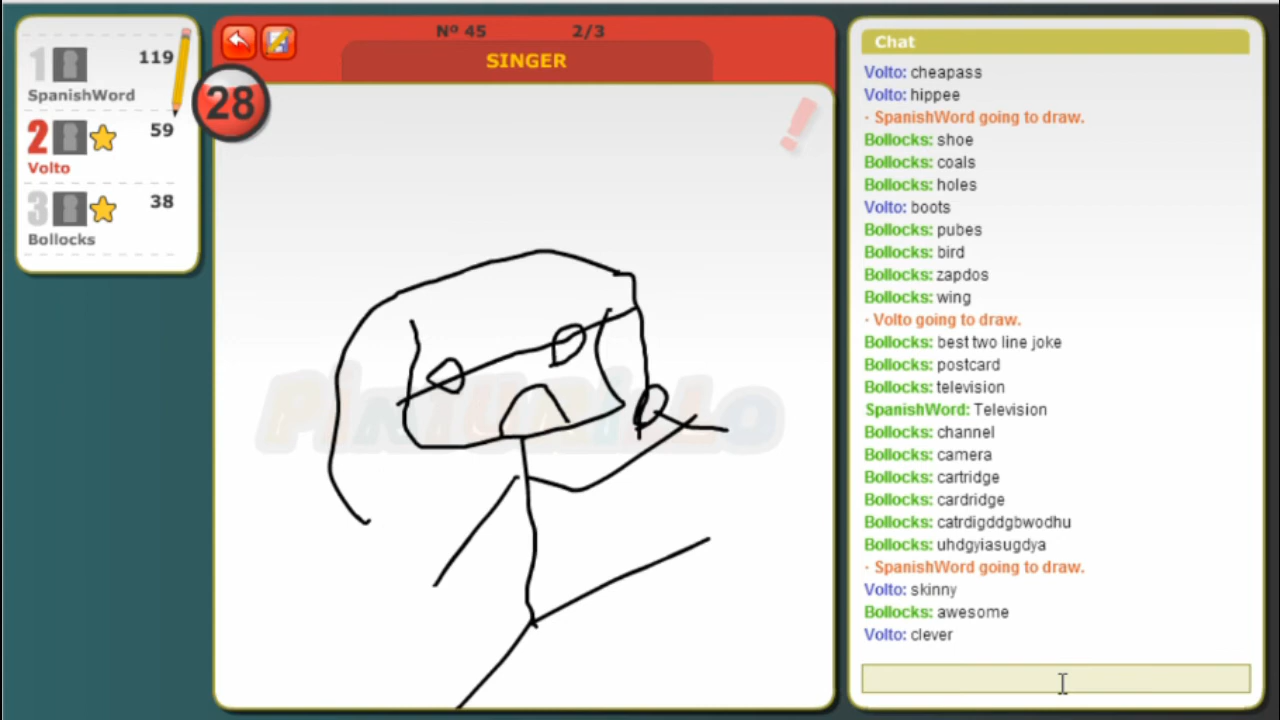 1 119
SpanishWord
2 59
Volto
3 38
Bollocks
28
Nº 45 2/3
SINGER
Chat
Volto: cheapass
Volto: hippee
· SpanishWord going to draw.
Bollocks: shoe
Bollocks: coals
Bollocks: holes
Volto: boots
Bollocks: pubes
Bollocks: bird
Bollocks: zapdos
Bollocks: wing
· Volto going to draw.
Bollocks: best two line joke
Bollocks: postcard
Bollocks: television
SpanishWord: Television
Bollocks: channel
Bollocks: camera
Bollocks: cartridge
Bollocks: cardridge
Bollocks: catrdigddgbwodhu
Bollocks: uhdgyiasugdya
· SpanishWord going to draw.
Volto: skinny
Bollocks: awesome
Volto: clever